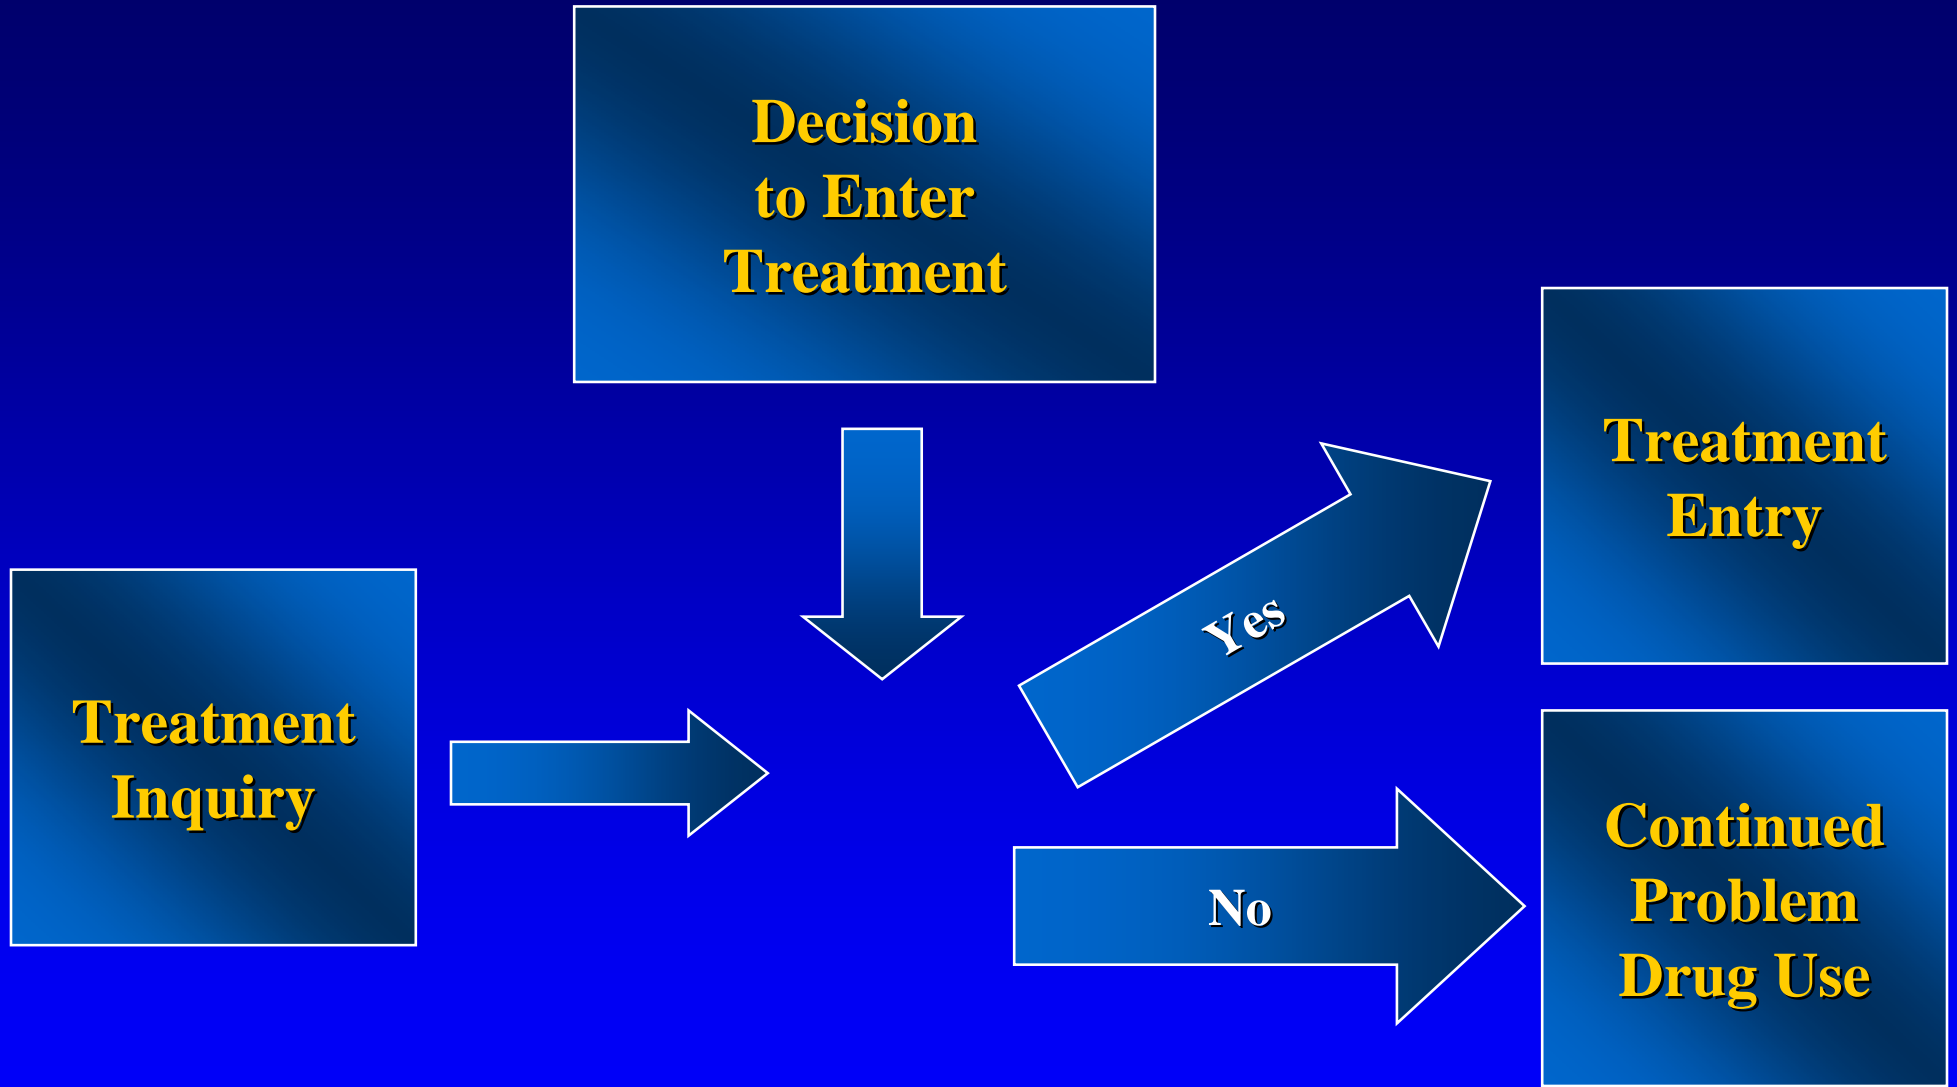 Decision
to Enter
Treatment
Treatment
Entry
Yes
Treatment
Inquiry
Continued
Problem
Drug Use
No